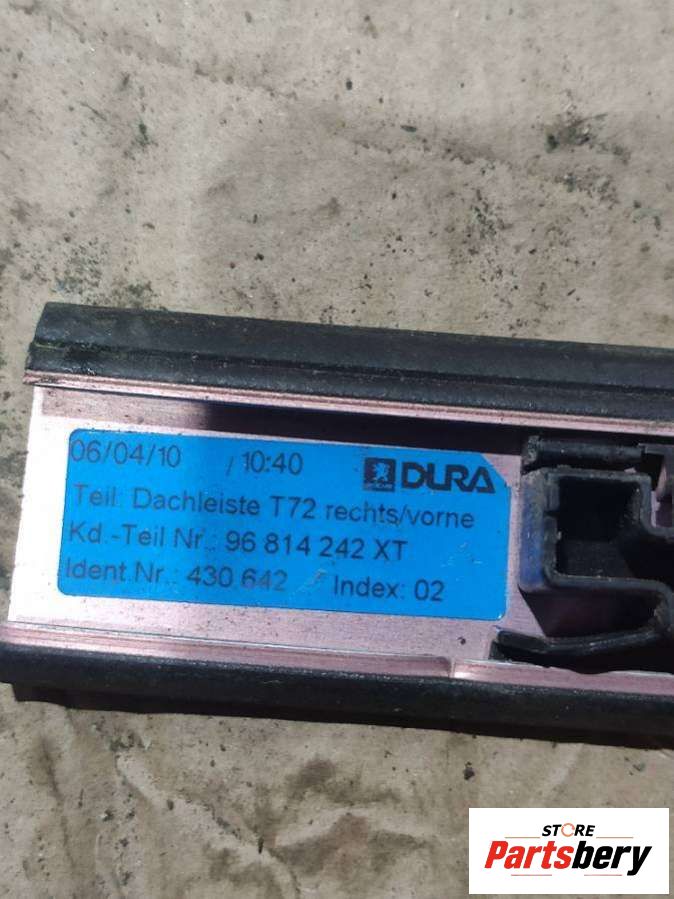 06/04/10 / 10:40 DURA
Teil: Dachleiste T72 rechts/vorne
Kd.-Teil Nr.: 96 814 242 XT
Ident Nr.: 430 642 Index: 02
STORE
Partsbery